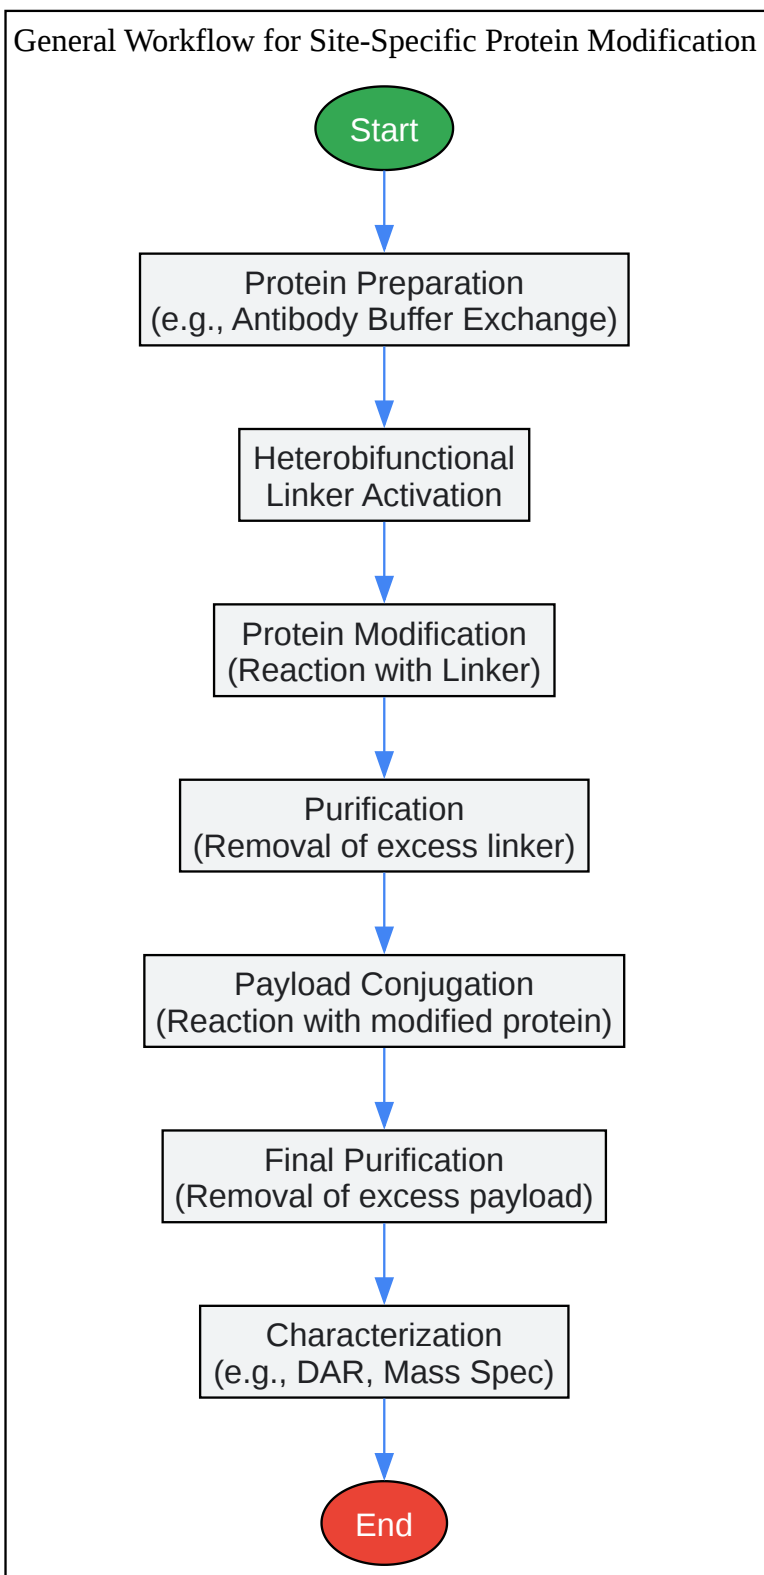 General Workflow for Site-Specific Protein Modification
Start
Protein Preparation
(e.g., Antibody Buffer Exchange)
Heterobifunctional
Linker Activation
Protein Modification
(Reaction with Linker)
Purification
(Removal of excess linker)
Payload Conjugation
(Reaction with modified protein)
Final Purification
(Removal of excess payload)
Characterization
(e.g., DAR, Mass Spec)
End